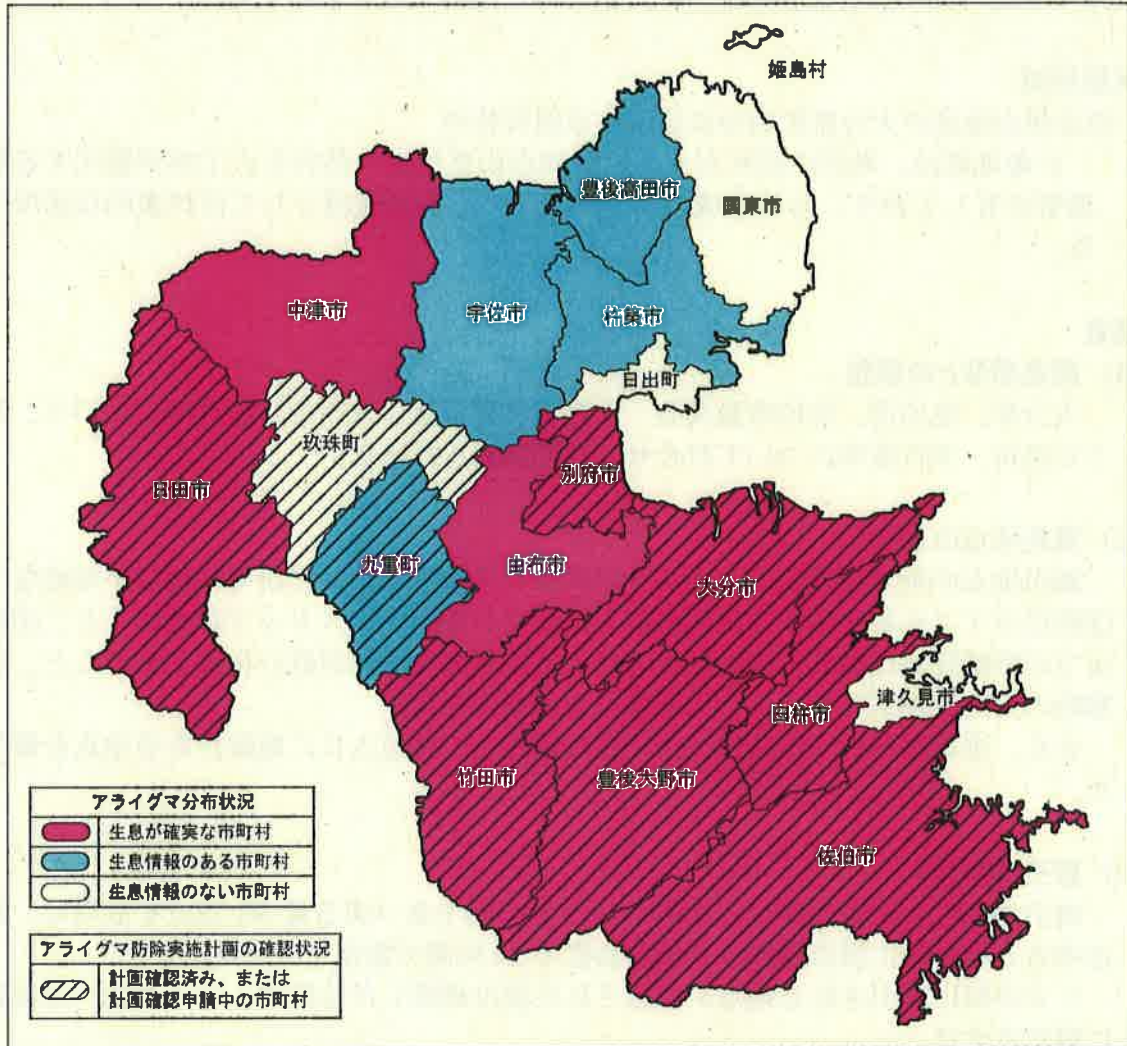 姫島村
豊後高田市
国東市
中津市
宇佐市
杵築市
日出町
玖珠町
別府市
日田市
九重町
由布市
大分市
津久見市
臼杵市
竹田市
豊後大野市
佐伯市
アライグマ分布状況
生息が確実な市町村
生息情報のある市町村
生息情報のない市町村
アライグマ防除実施計画の確認状況
計画確認済み、または
計画確認申請中の市町村